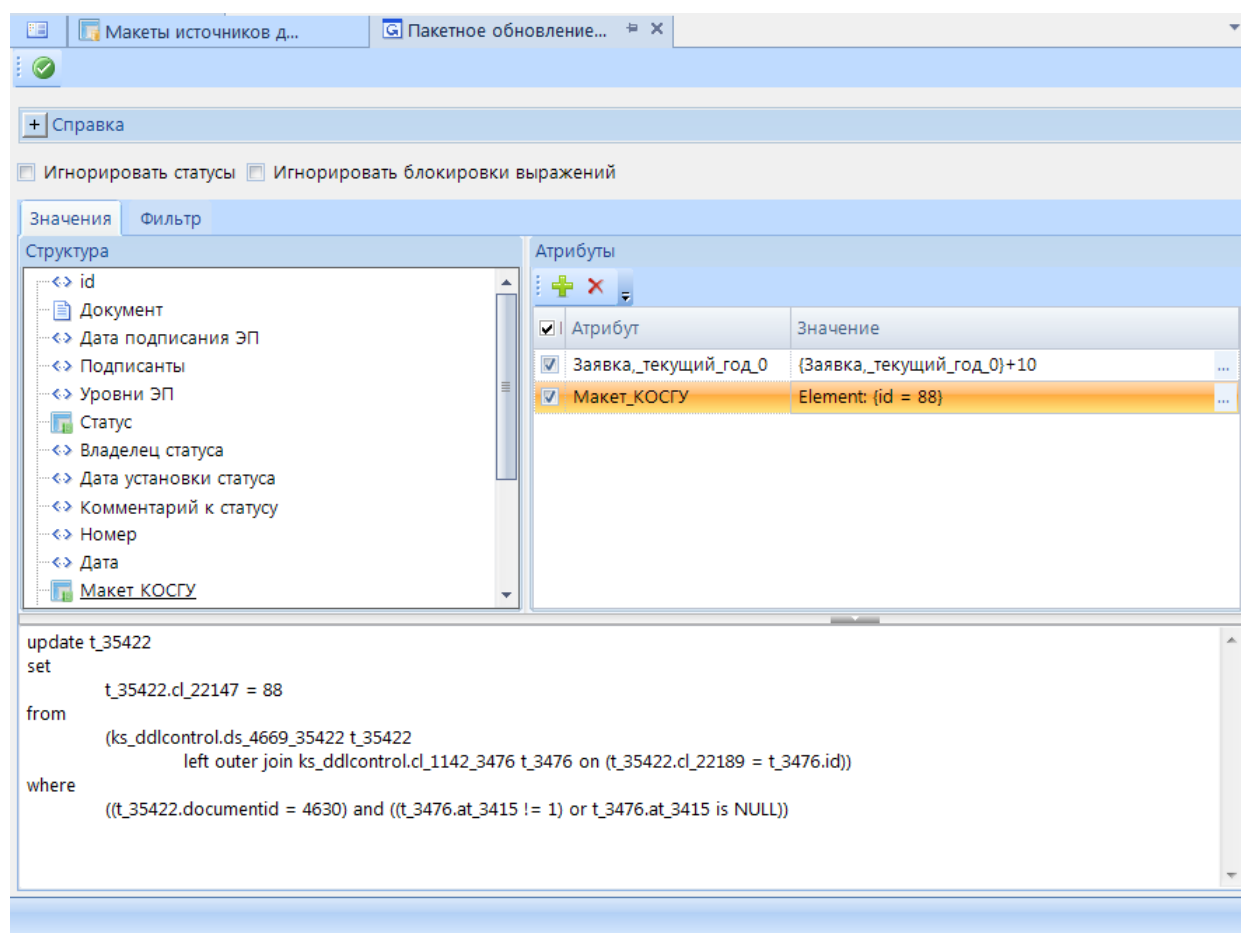 Макеты источников д...
Пакетное обновление...
+ Справка
Игнорировать статусы Игнорировать блокировки выражений
Значения Фильтр
Структура
id
Документ
Дата подписания ЭП
Подписанты
Уровни ЭП
Статус
Владелец статуса
Дата установки статуса
Комментарий к статусу
Номер
Дата
Макет КОСГУ
Атрибуты
Атрибут Значение
Заявка,_текущий_год_0 {Заявка,_текущий_год_0}+10 ...
Макет_КОСГУ Element: {id = 88} ...
update t_35422
set
t_35422.cl_22147 = 88
from
(ks_ddlcontrol.ds_4669_35422 t_35422
left outer join ks_ddlcontrol.cl_1142_3476 t_3476 on (t_35422.cl_22189 = t_3476.id))
where
((t_35422.documentid = 4630) and ((t_3476.at_3415 != 1) or t_3476.at_3415 is NULL))